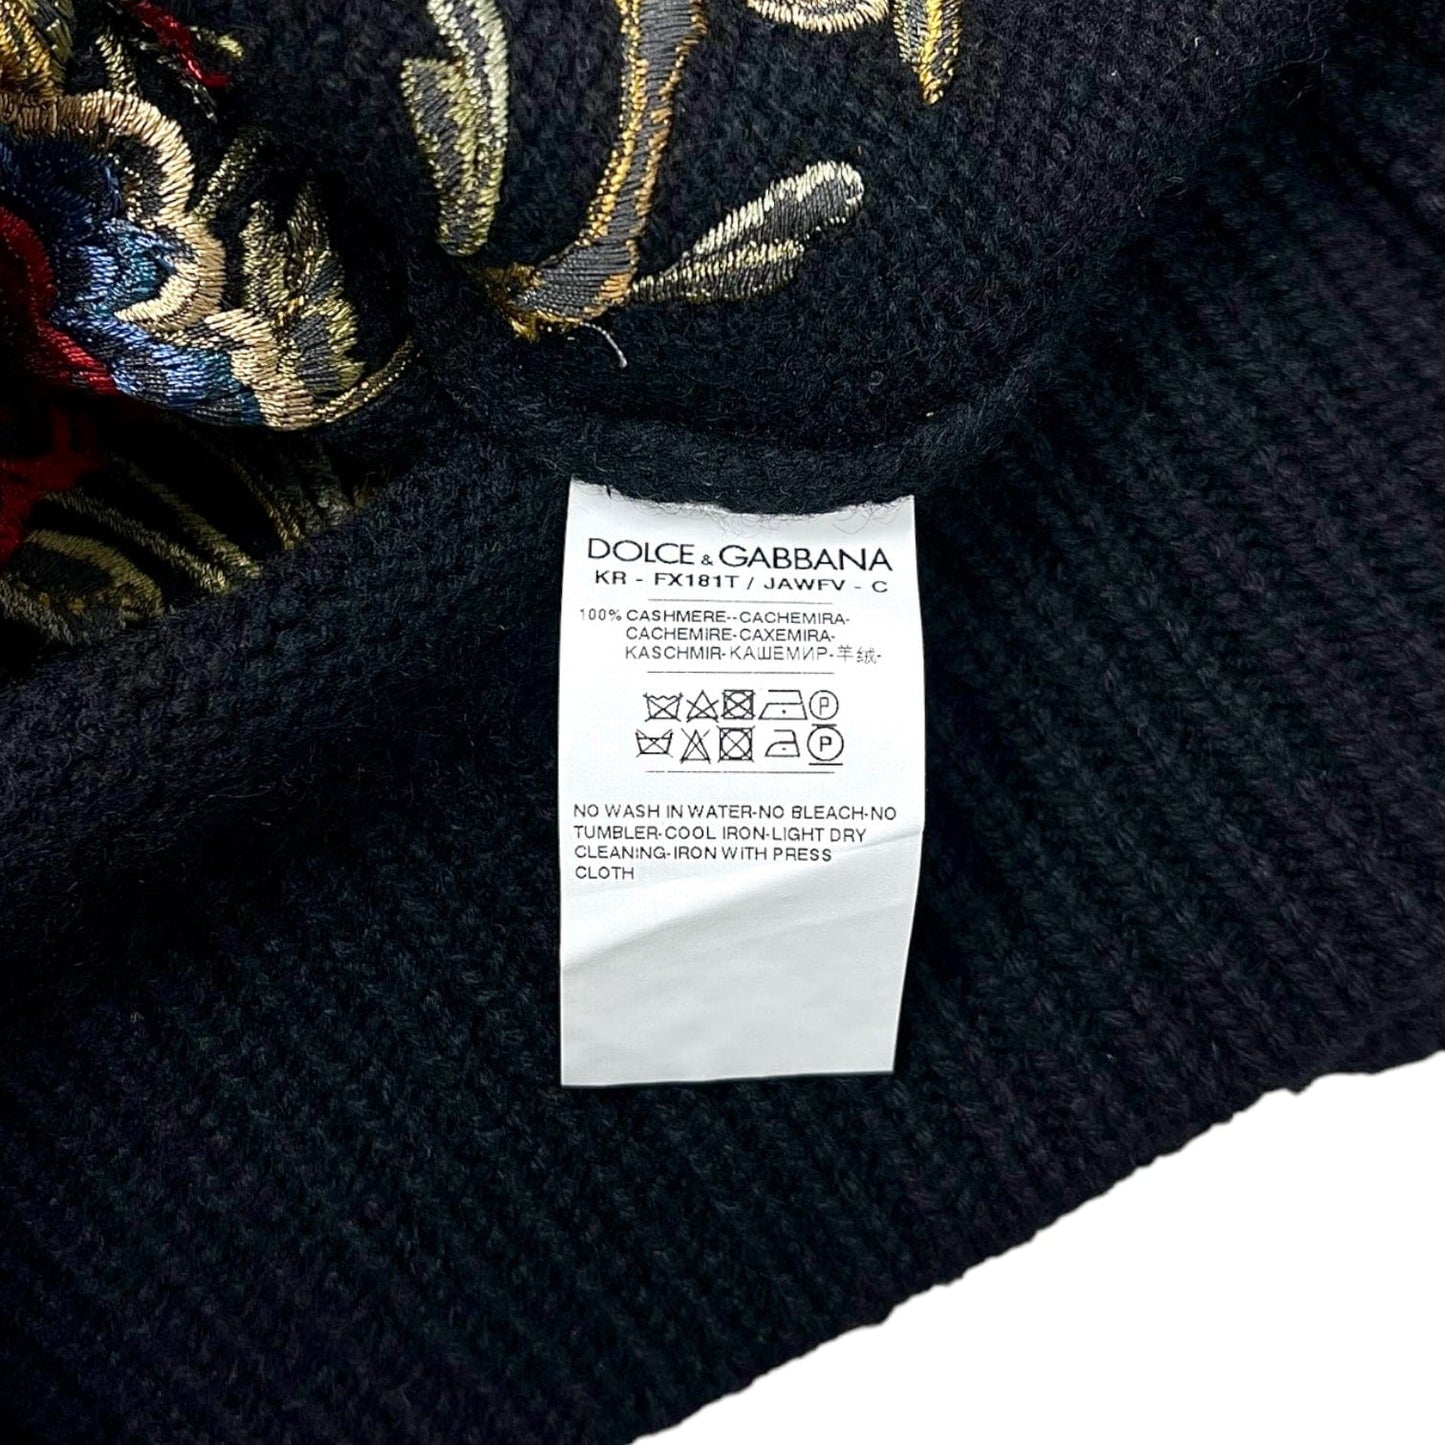 DOLCE & GABBANA
KR - FX181T / JAWFV - C
100% CASHMERE--CACHEMIRA-
CACHEMIRE-CAXEMIRA-
KASCHMIR-КАШЕМИР-羊绒-
P
P
NO WASH IN WATER-NO BLEACH-NO
TUMBLER-COOL IRON-LIGHT DRY
CLEANING-IRON WITH PRESS
CLOTH